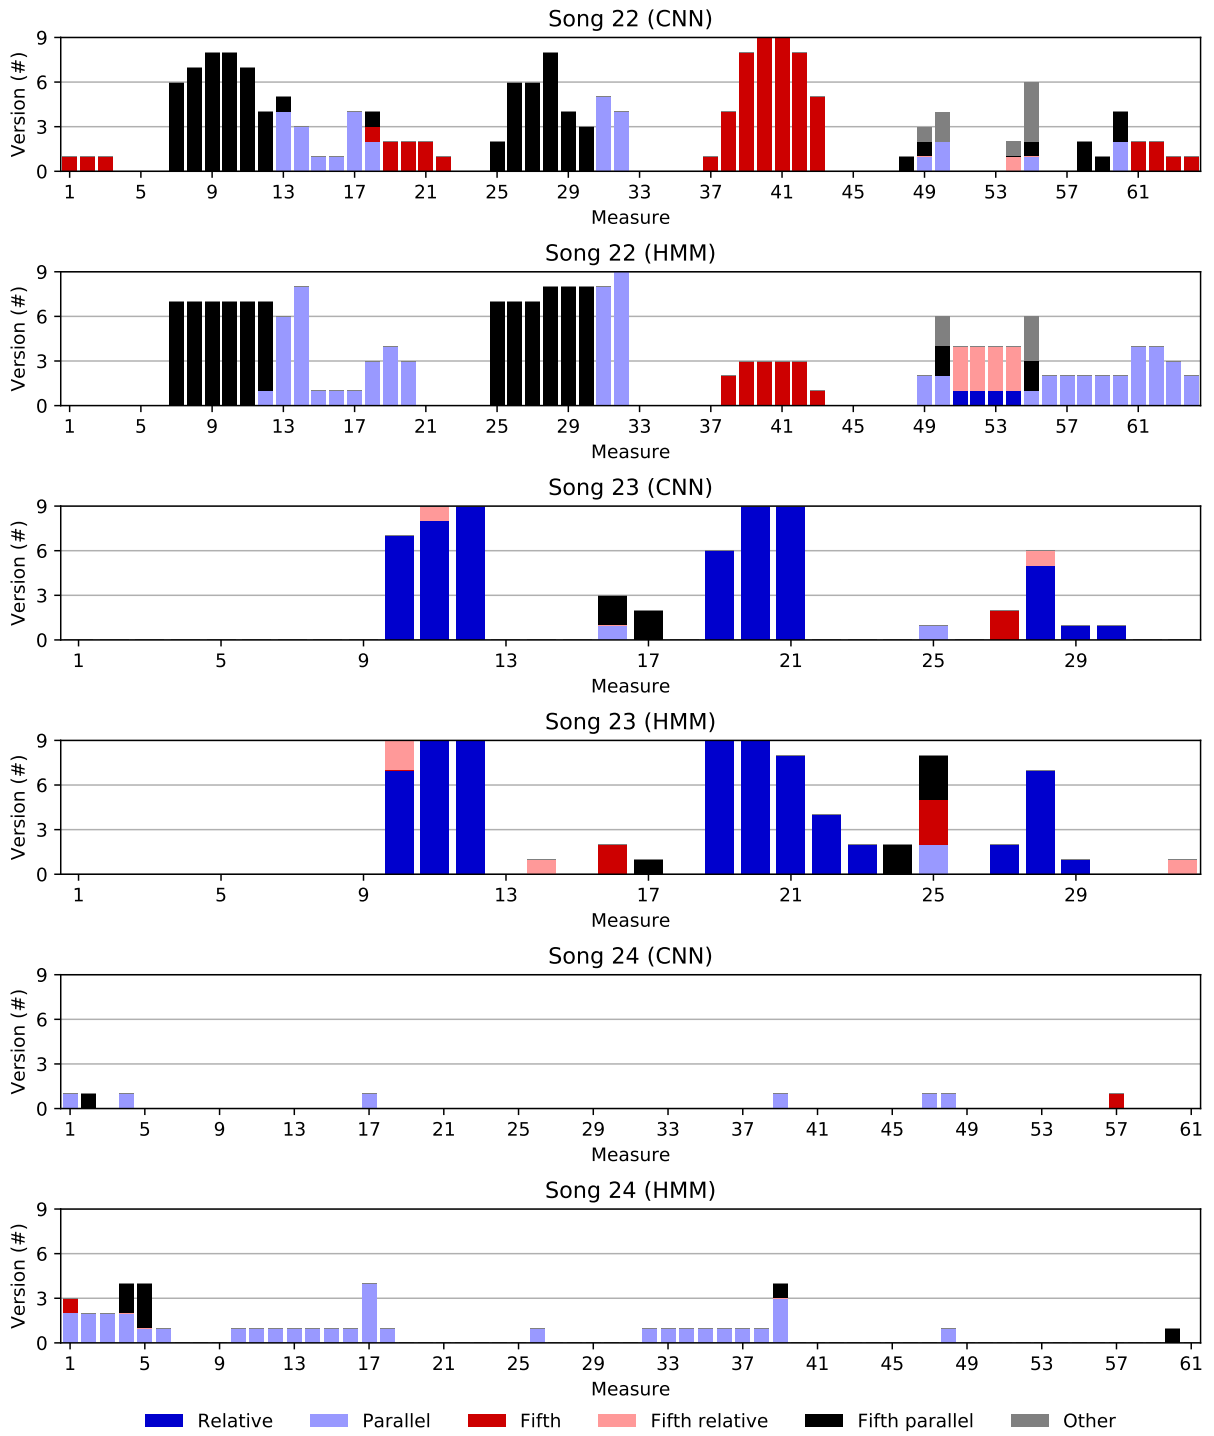 Song 22 (CNN)
Version (#)
9
6
3
0
1 5 9 13 17 21 25 29 33 37 41 45 49 53 57 61
Measure
Song 22 (HMM)
Version (#)
9
6
3
0
1 5 9 13 17 21 25 29 33 37 41 45 49 53 57 61
Measure
Song 23 (CNN)
Version (#)
9
6
3
0
1 5 9 13 17 21 25 29
Measure
Song 23 (HMM)
Version (#)
9
6
3
0
1 5 9 13 17 21 25 29
Measure
Song 24 (CNN)
Version (#)
9
6
3
0
1 5 9 13 17 21 25 29 33 37 41 45 49 53 57 61
Measure
Song 24 (HMM)
Version (#)
9
6
3
0
1 5 9 13 17 21 25 29 33 37 41 45 49 53 57 61
Measure
Relative Parallel Fifth Fifth relative Fifth parallel Other